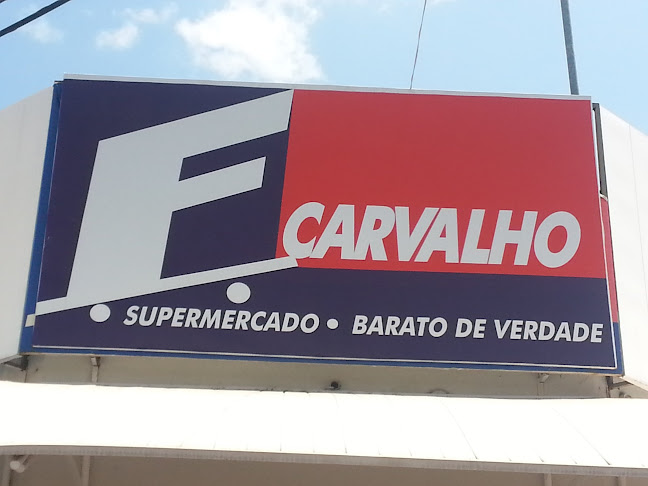 F
CARVALHO
SUPERMERCADO • BARATO DE VERDADE